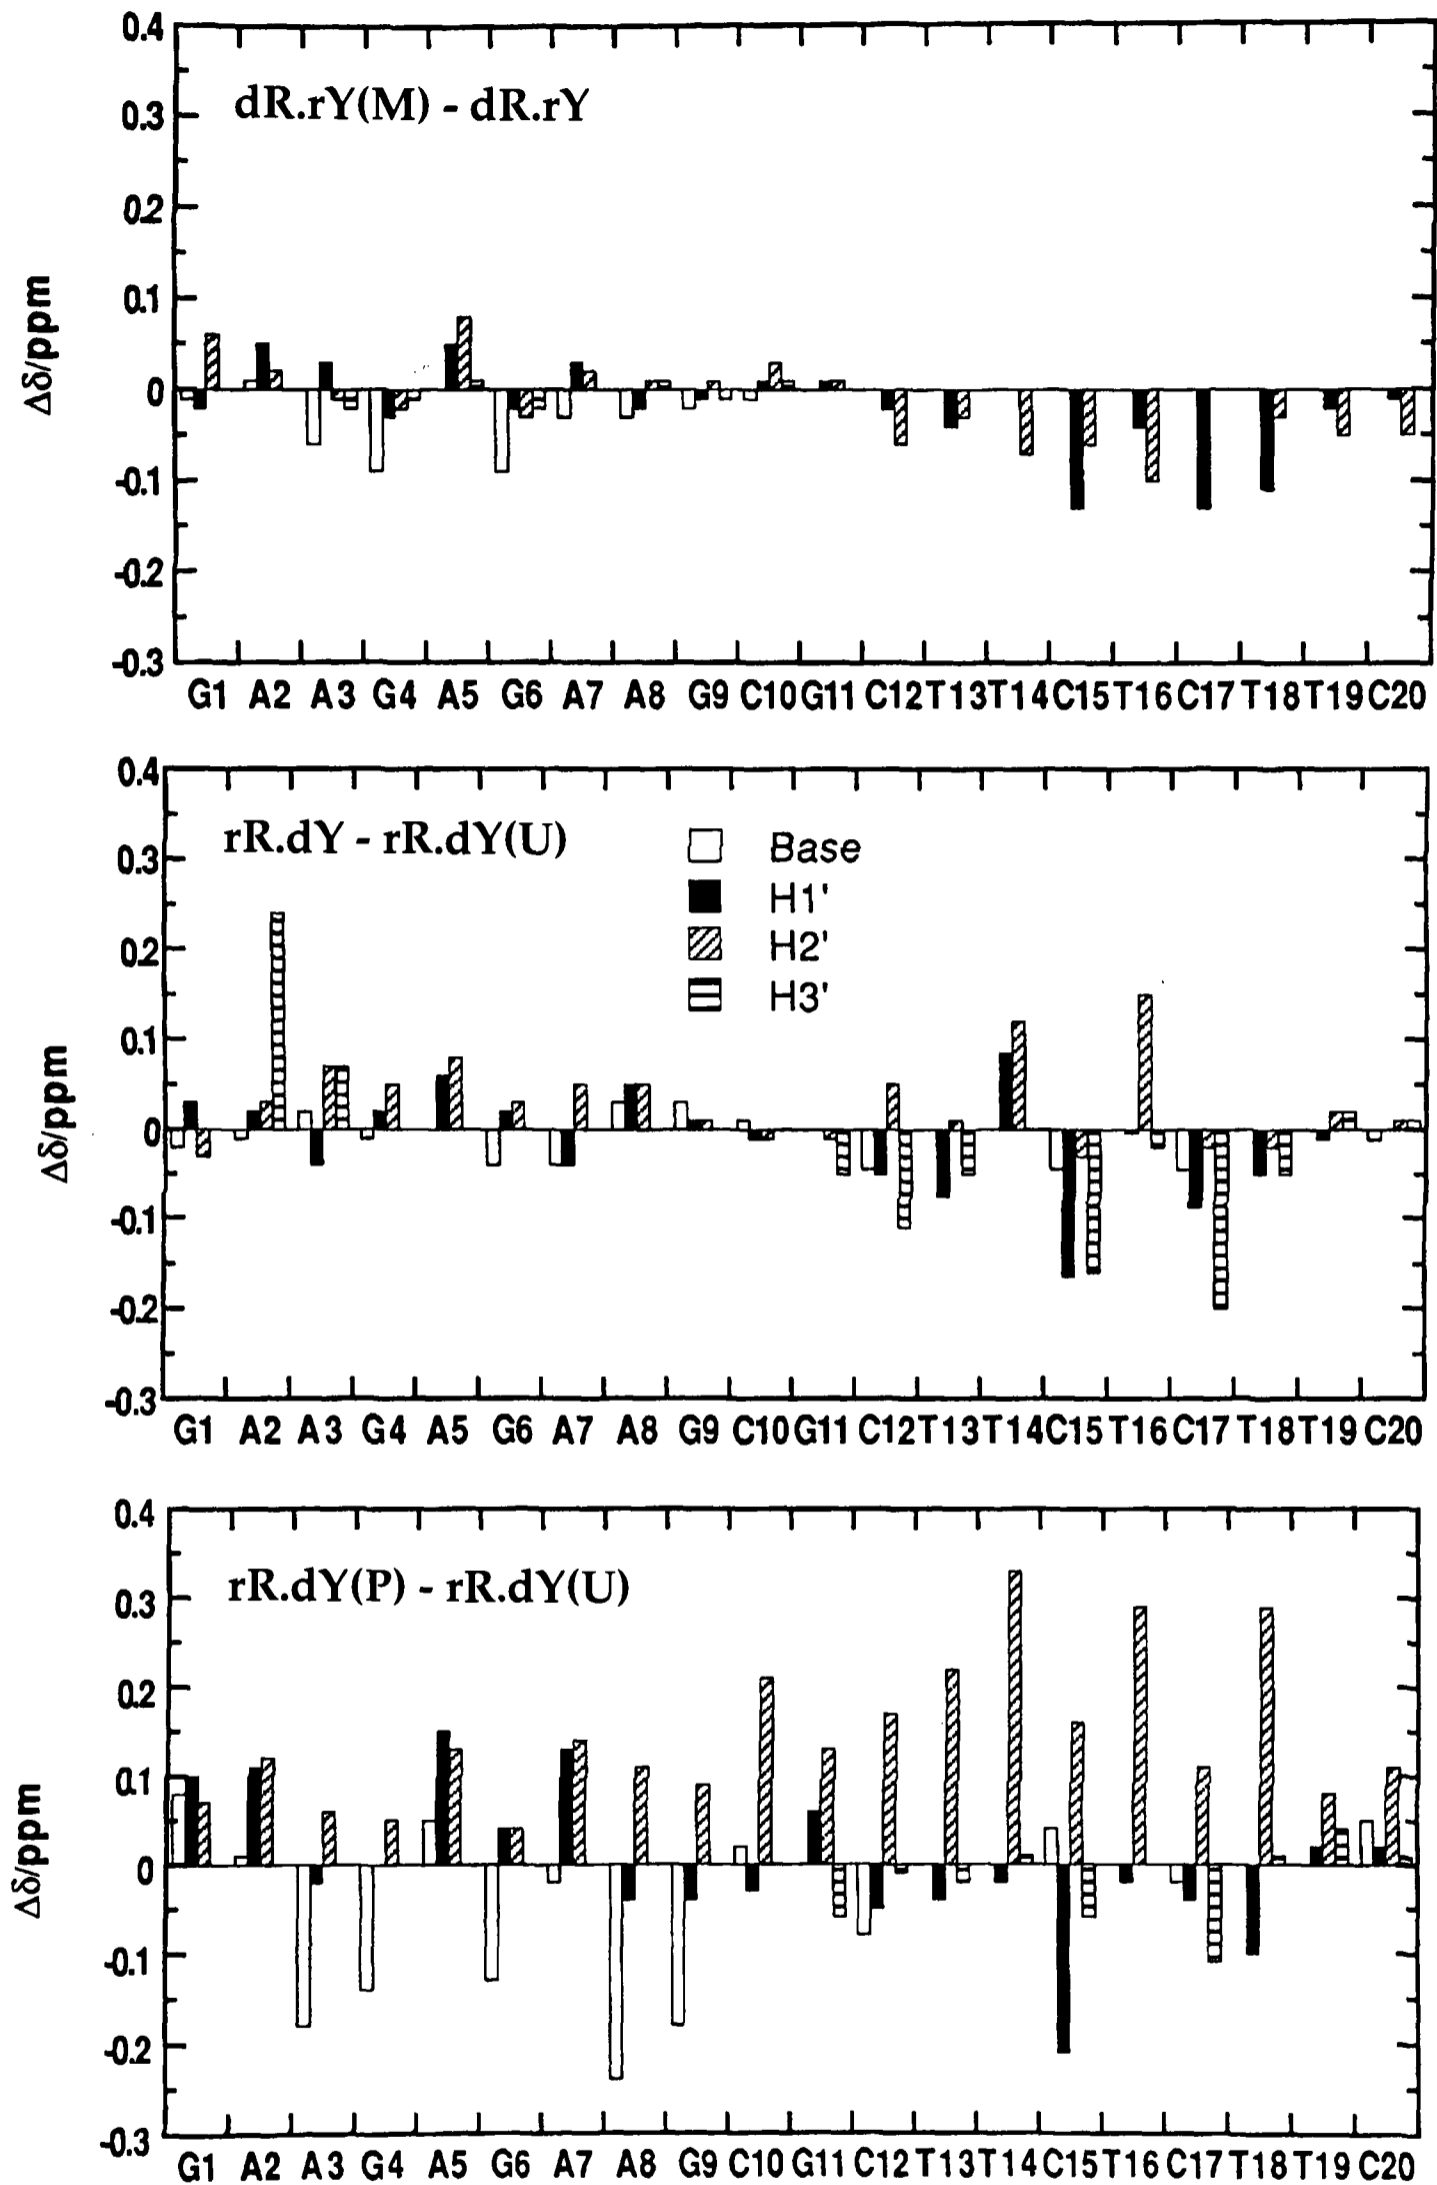 0.4
dR.rY(M) - dR.rY
0.3
0.2
0.1
0
-0.1
-0.2
-0.3
Δδ/ppm
G1 A2 A3 G4 A5 G6 A7 A8 G9 C10 G11 C12 T13 T14 C15 T16 C17 T18 T19 C20
0.4
rR.dY - rR.dY(U)
Base
H1'
H2'
H3'
0.3
0.2
0.1
0
-0.1
-0.2
-0.3
Δδ/ppm
G1 A2 A3 G4 A5 G6 A7 A8 G9 C10 G11 C12 T13 T14 C15 T16 C17 T18 T19 C20
0.4
rR.dY(P) - rR.dY(U)
0.3
0.2
0.1
0
-0.1
-0.2
-0.3
Δδ/ppm
G1 A2 A3 G4 A5 G6 A7 A8 G9 C10 G11 C12 T13 T14 C15 T16 C17 T18 T19 C20